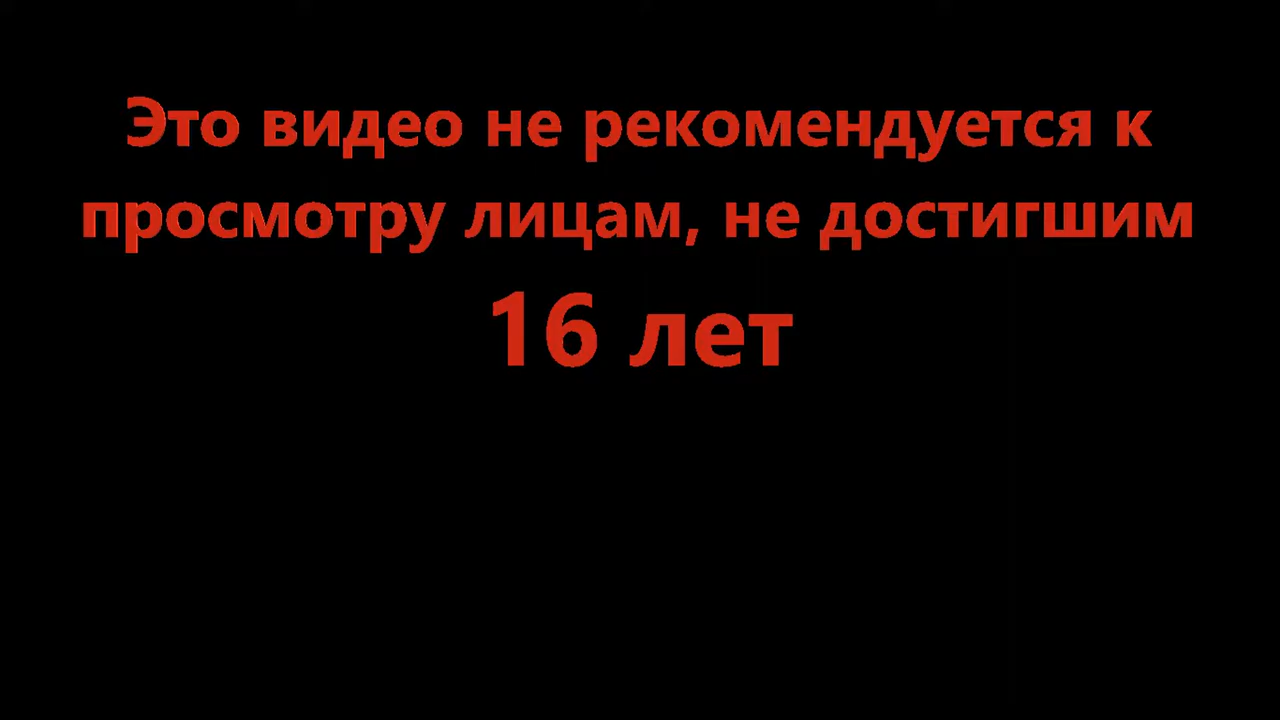 Это видео не рекомендуется к
просмотру лицам, не достигшим
16 лет